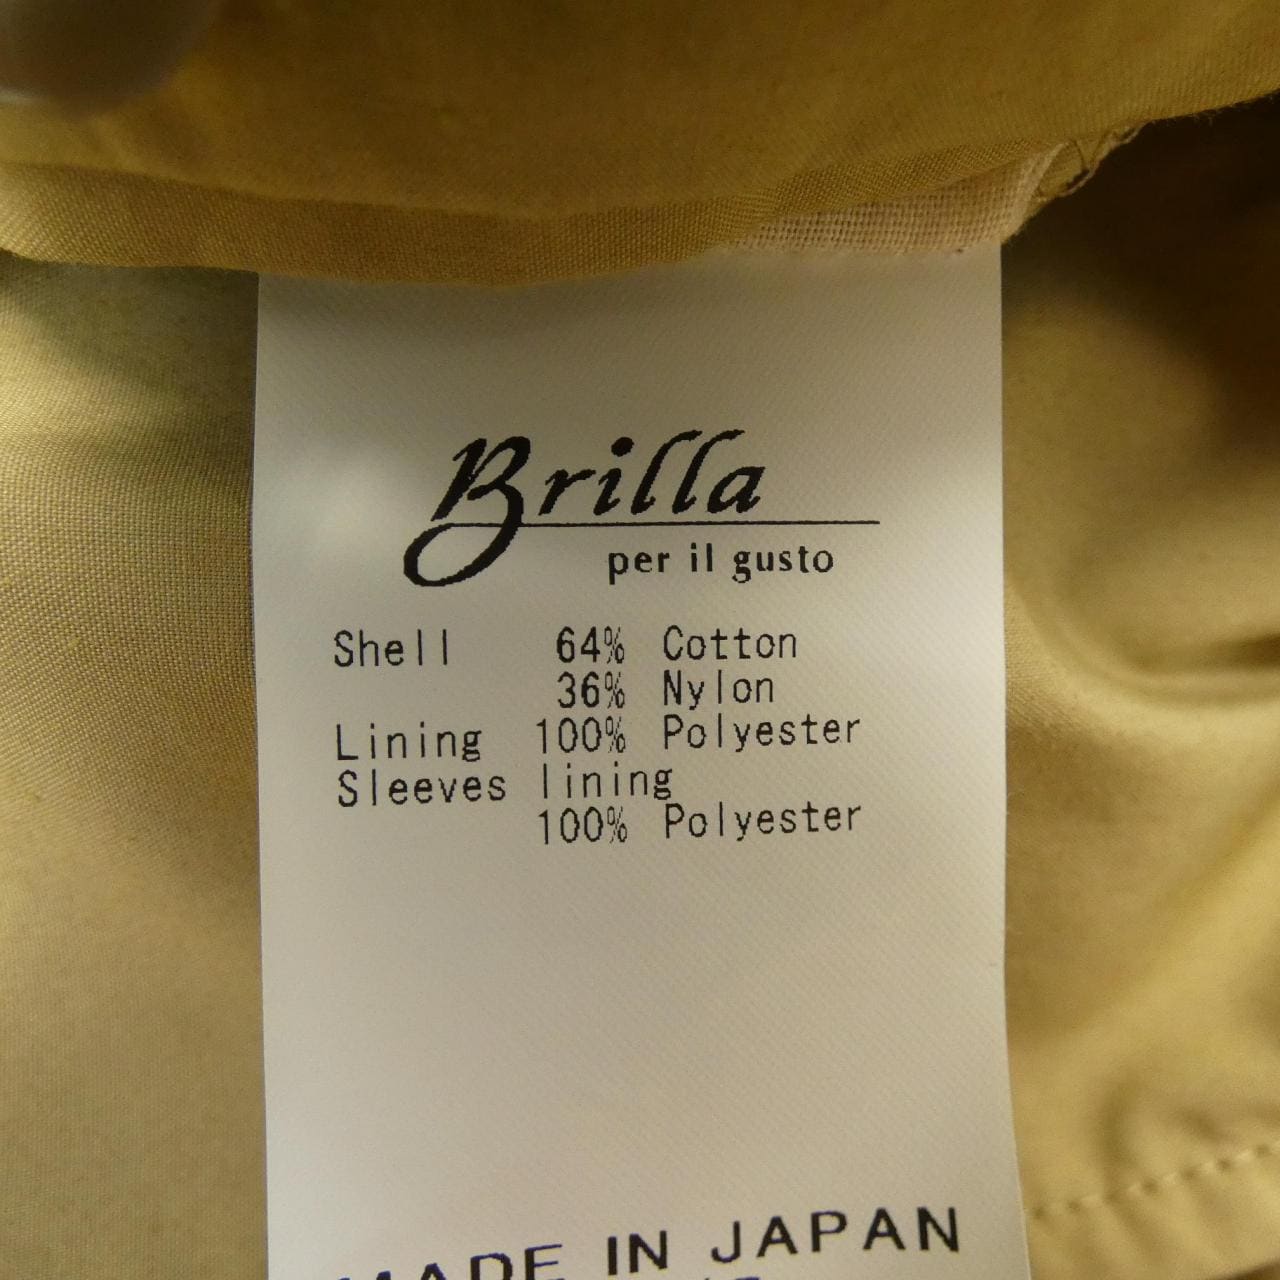 Brilla
per il gusto
Shell 64% Cotton
36% Nylon
Lining 100% Polyester
Sleeves lining
100% Polyester
MADE IN JAPAN